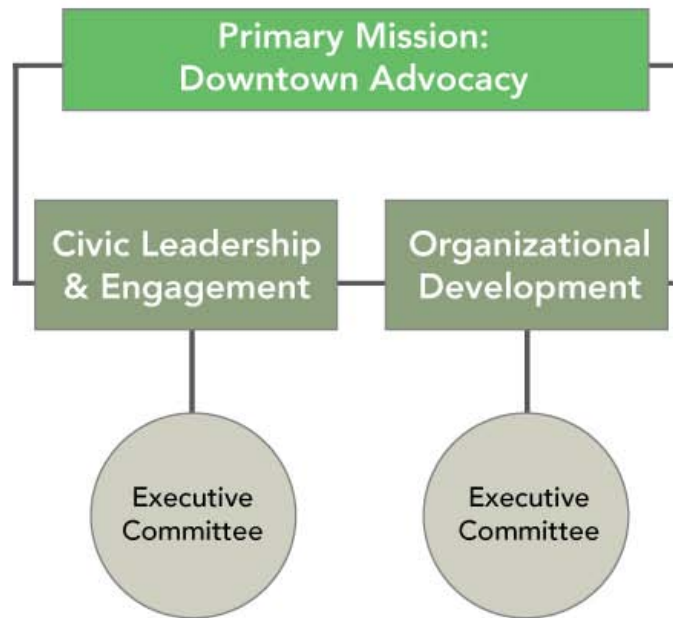 Primary Mission:
Downtown Advocacy
Civic Leadership
& Engagement
Organizational
Development
Executive
Committee
Executive
Committee